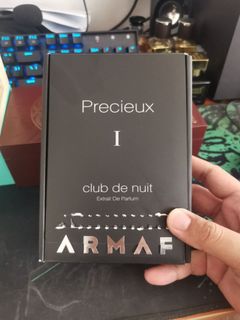 Precieux
I
club de nuit
Extrait De Parfum
ARMAF